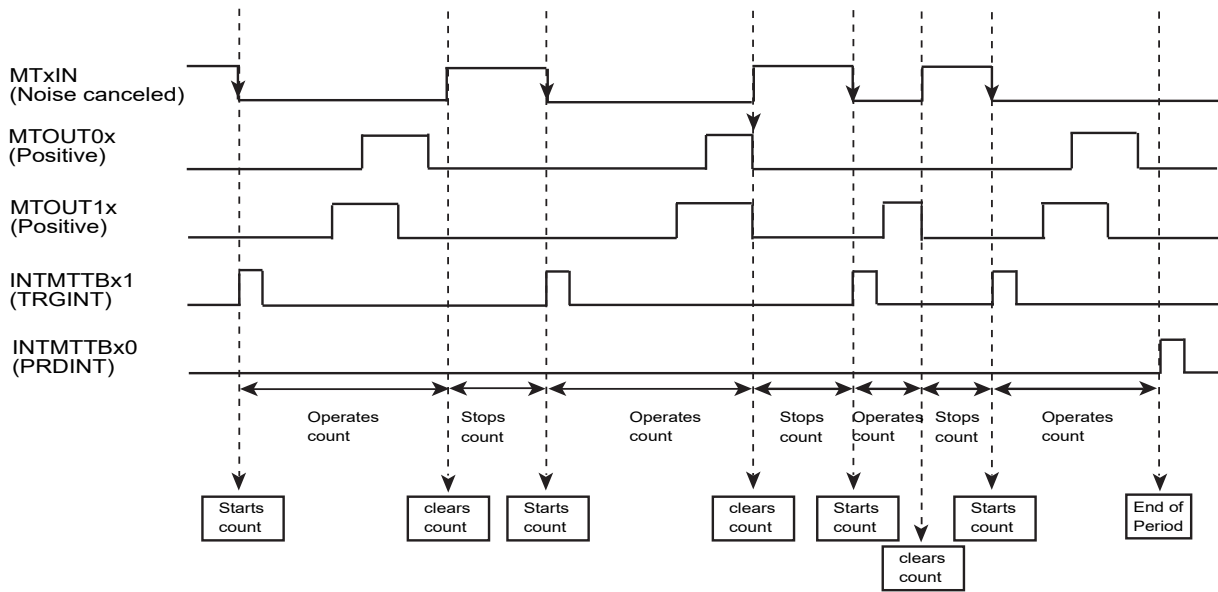 MTxIN
(Noise canceled)
MTOUT0x
(Positive)
MTOUT1x
(Positive)
INTMTTBx1
(TRGINT)
INTMTTBx0
(PRDINT)
Operates
count
Stops
count
Operates
count
Stops
count
Operates
count
Stops
count
Operates
count
Starts
count
clears
count
Starts
count
clears
count
Starts
count
clears
count
Starts
count
End of
Period